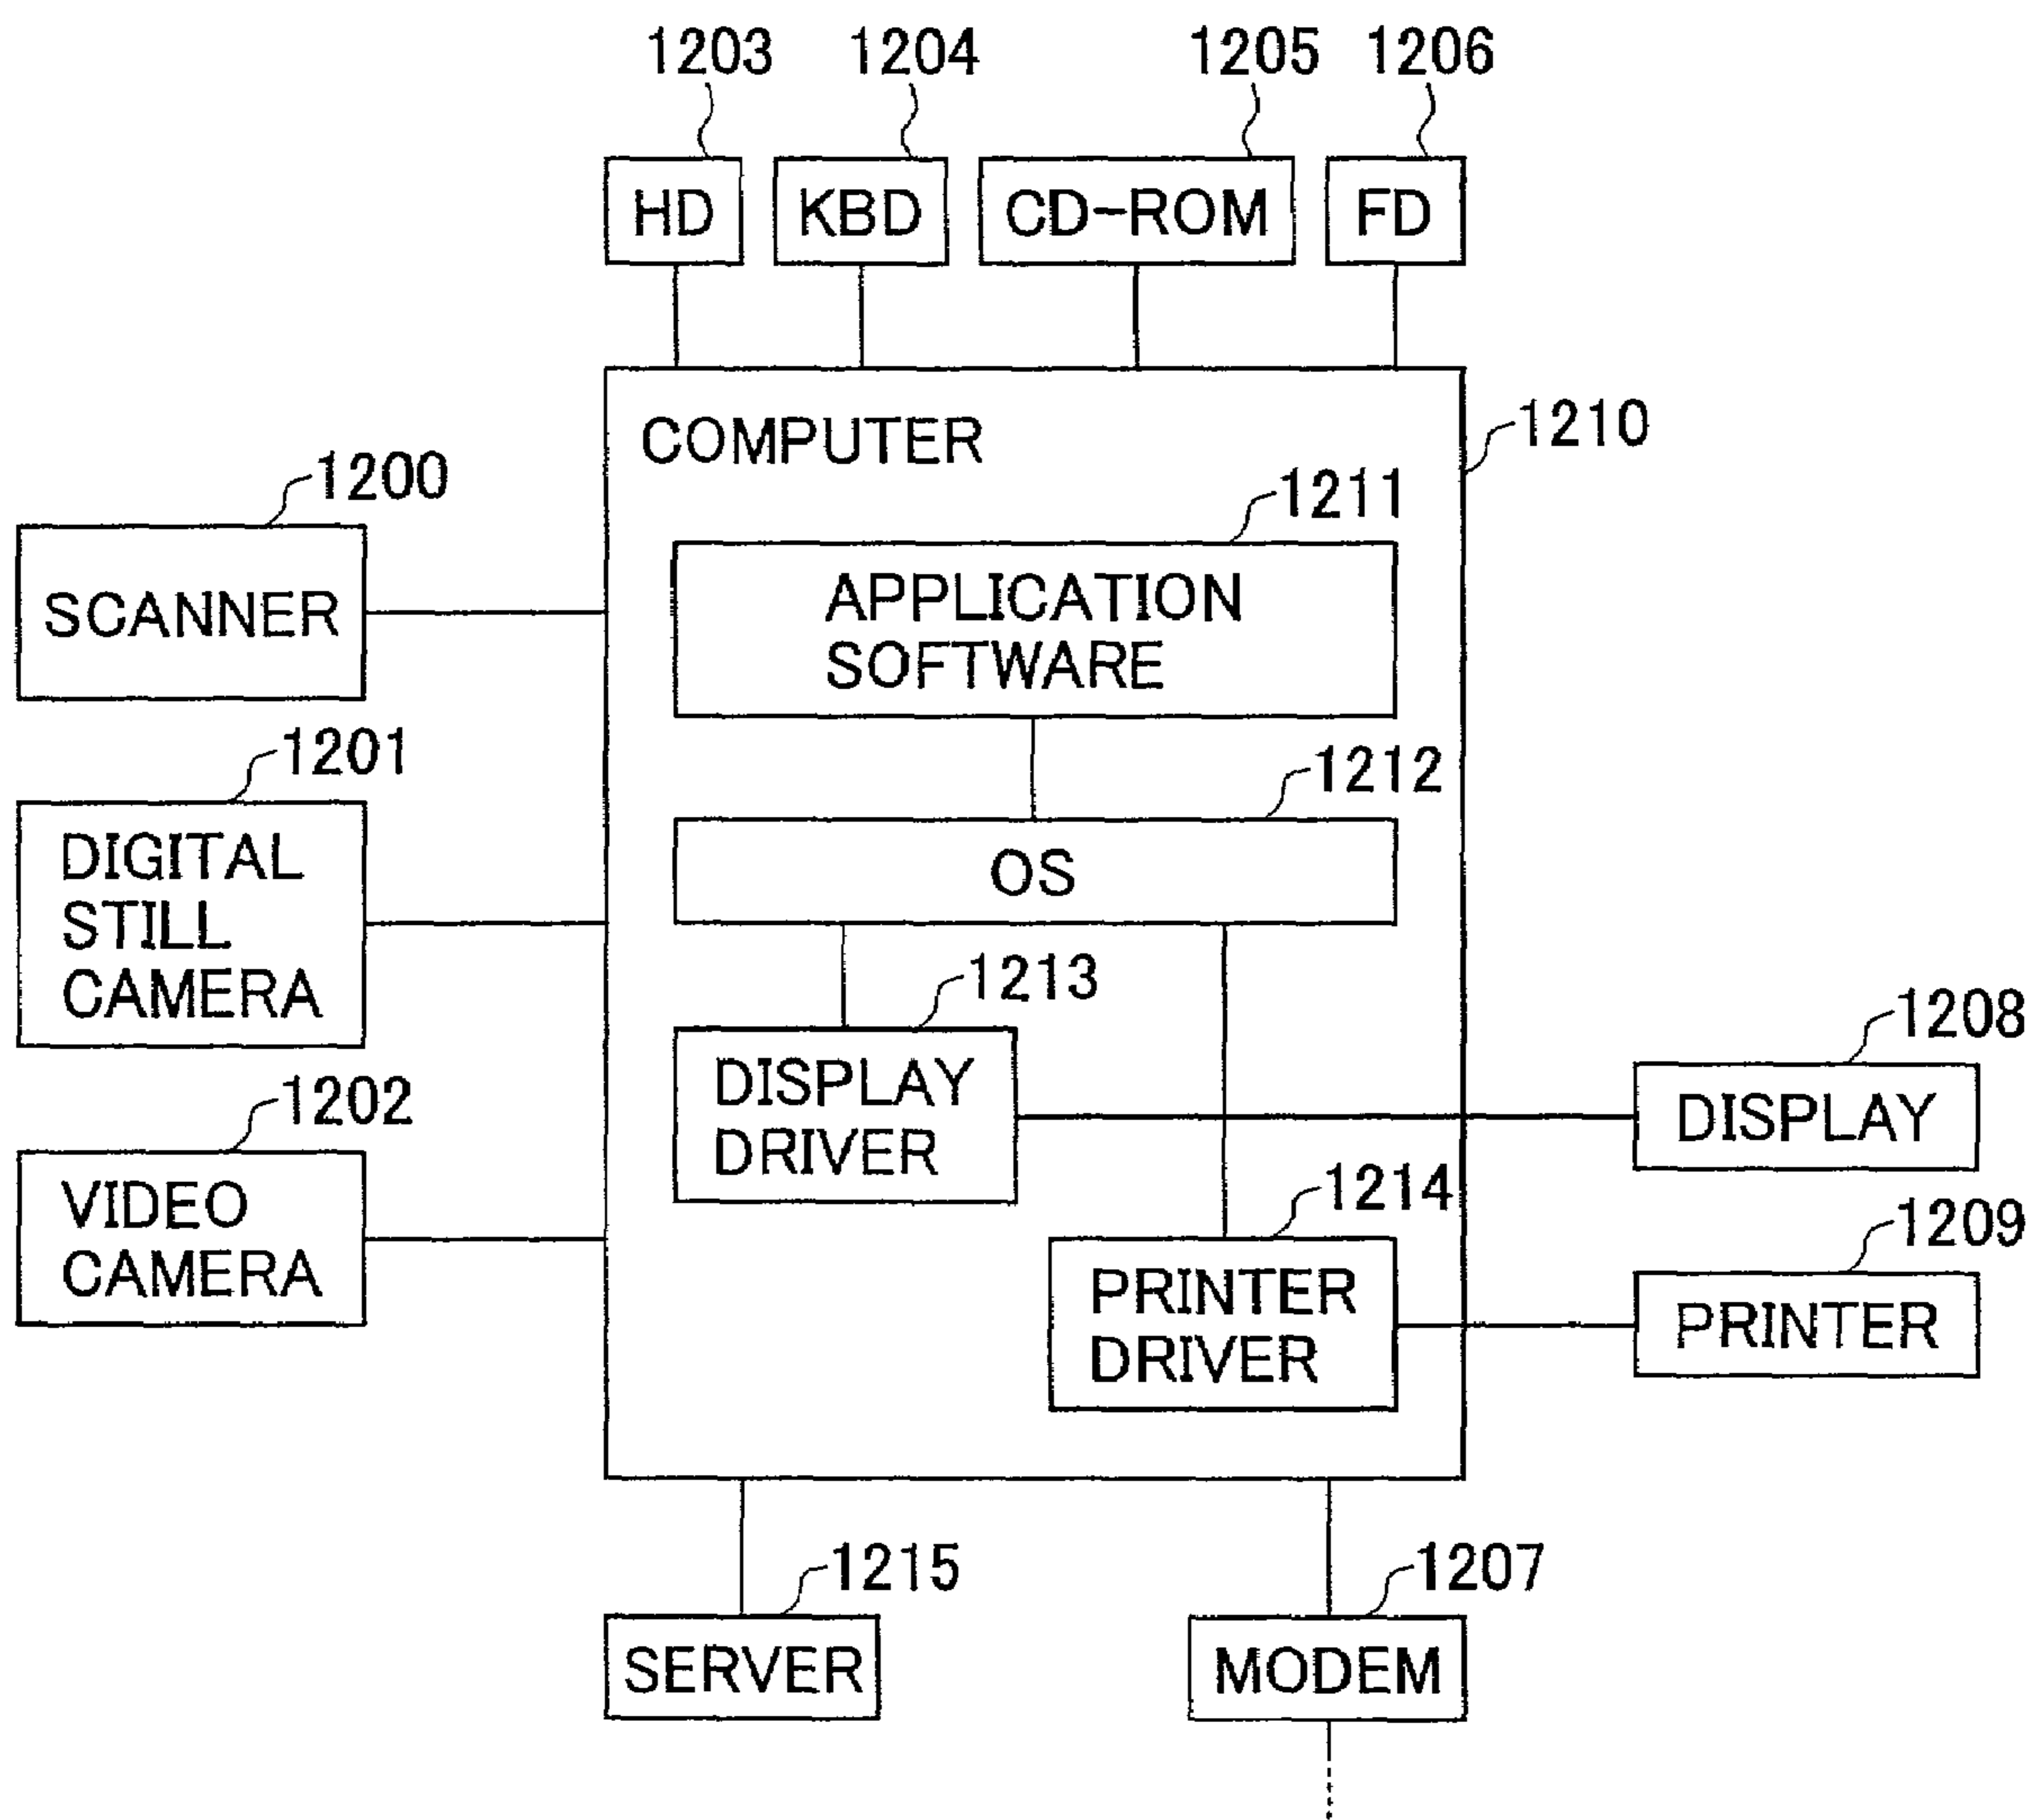 1203 1204 1205 1206
HD KBD CD-ROM FD
COMPUTER
1210
1200
SCANNER
1211
APPLICATION
SOFTWARE
1201
DIGITAL
STILL
CAMERA
1212
OS
1213
DISPLAY
DRIVER
1208
DISPLAY
1202
VIDEO
CAMERA
1214
PRINTER
DRIVER
1209
PRINTER
1215
SERVER
1207
MODEM